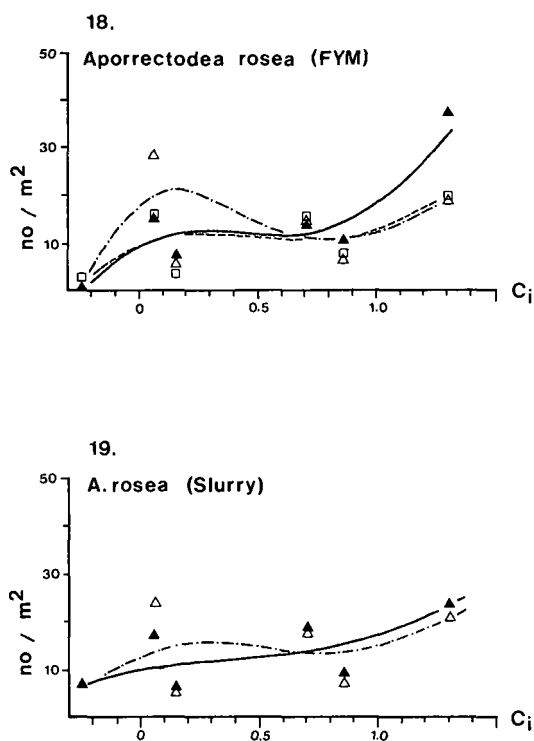 18.
Aporrectodea rosea (FYM)
50
30
10
no / m²
0
0.5
1.0
Ci
19.
A. rosea (Slurry)
50
30
10
no / m²
0
0.5
1.0
Ci